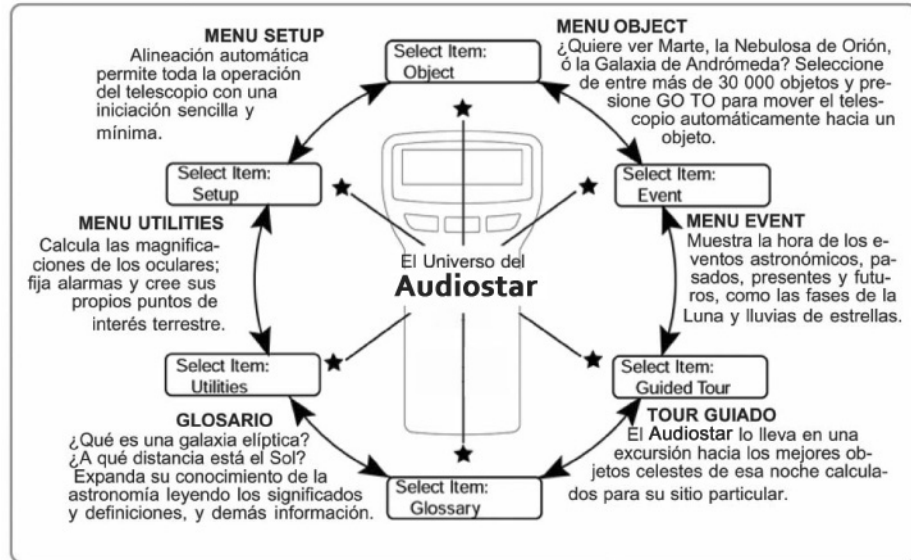 MENU SETUP
Alineación automática
permite toda la operación
del telescopio con una
iniciación sencilla y
mínima.
Select Item:
Object
MENU OBJECT
¿Quiere ver Marte, la Nebulosa de Orión,
ó la Galaxia de Andrómeda? Seleccione
de entre más de 30 000 objetos y pre-
sione GO TO para mover el teles-
copio automáticamente hacia un
objeto.
Select Item:
Setup
Select Item:
Event
MENU UTILITIES
Calcula las magnifica-
ciones de los oculares;
fija alarmas y cree sus
propios puntos de
interés terrestre.
El Universo del
Audiostar
MENU EVENT
Muestra la hora de los e-
ventos astronómicos, pa-
sados, presentes y futu-
ros, como las fases de la
Luna y lluvias de estrellas.
Select Item:
Utilities
Select Item:
Guided Tour
GLOSARIO
¿Qué es una galaxia elíptica?
¿A qué distancia está el Sol?
Expanda su conocimiento de la
astronomía leyendo los significados
y definiciones, y demás información.
Select Item:
Glossary
TOUR GUIADO
El Audiostar lo lleva en una
excursión hacia los mejores ob-
jetos celestes de esa noche calcula-
dos para su sitio particular.